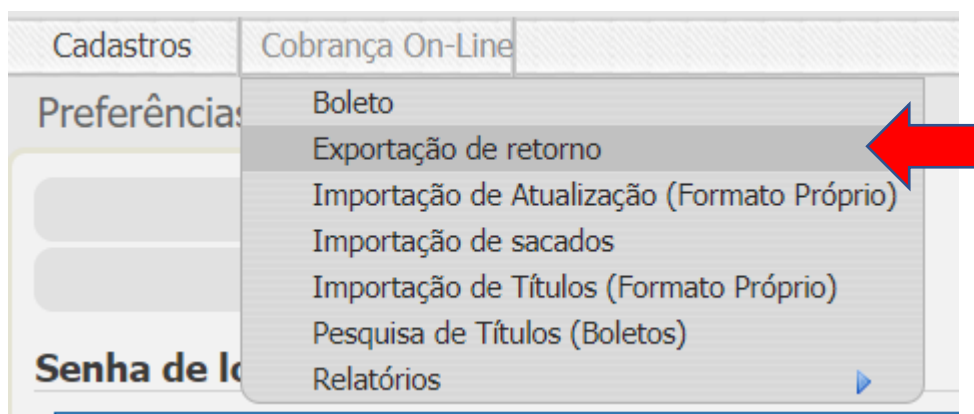 Cadastros
Cobrança On-Line
Preferências
Boleto
Exportação de retorno
Importação de Atualização (Formato Próprio)
Importação de sacados
Importação de Títulos (Formato Próprio)
Pesquisa de Títulos (Boletos)
Senha de lo
Relatórios